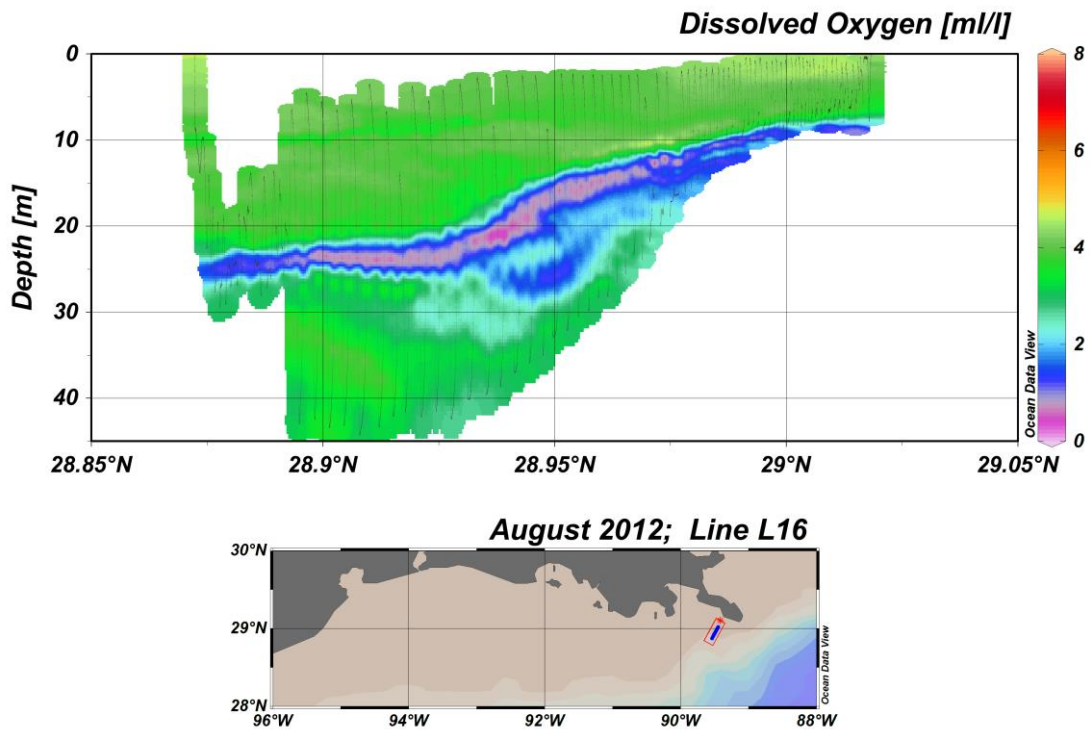 Dissolved Oxygen [ml/l]
0
10
20
30
40
Depth [m]
28.85°N 28.9°N 28.95°N 29°N 29.05°N
8
6
4
2
0
Ocean Data View
August 2012; Line L16
30°N
29°N
28°N
96°W 94°W 92°W 90°W 88°W
Ocean Data View